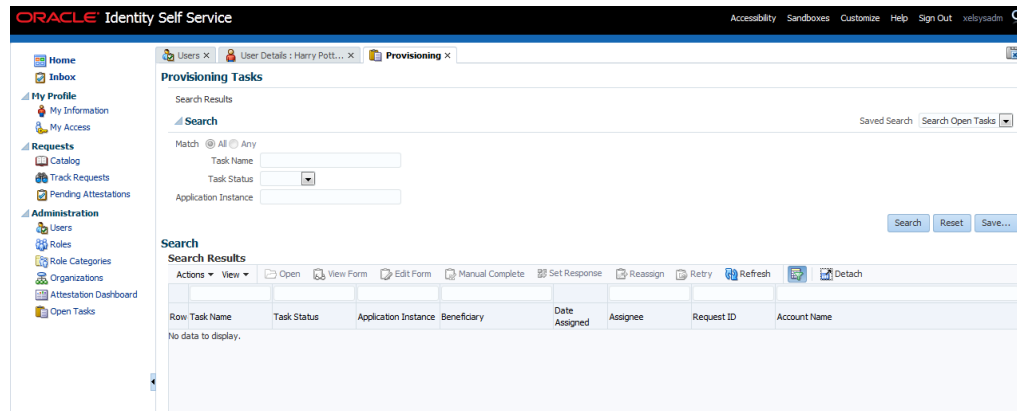 ORACLE® Identity Self Service
Accessibility Sandboxes Customize Help Sign Out xelsysadm
Home
Inbox
My Profile
My Information
My Access
Requests
Catalog
Track Requests
Pending Attestations
Administration
Users
Roles
Role Categories
Organizations
Attestation Dashboard
Open Tasks
Users X User Details : Harry Pott... X Provisioning X
Provisioning Tasks
Search Results
Search
Saved Search Search Open Tasks
Match All Any
Task Name
Task Status
Application Instance
Search Reset Save...
Search
Search Results
Actions View Open View Form Edit Form Manual Complete Set Response Reassign Retry Refresh Detach
Row Task Name Task Status Application Instance Beneficiary Date Assigned Assignee Request ID Account Name
No data to display.